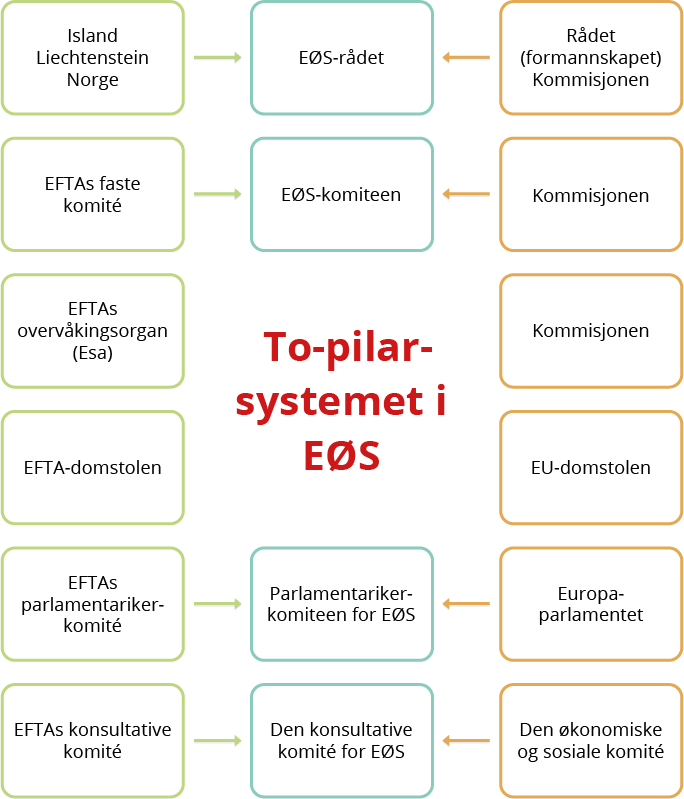 Island
Liechtenstein
Norge
EØS-rådet
Rådet
(formannskapet)
Kommisjonen
EFTAs faste
komité
EØS-komiteen
Kommisjonen
EFTAs
overvåkingsorgan
(Esa)
Kommisjonen
To-pilar-
systemet i
EØS
EFTA-domstolen
EU-domstolen
EFTAs
parlamentariker-
komité
Parlamentariker-
komiteen for EØS
Europa-
parlamentet
EFTAs konsultative
komité
Den konsultative
komité for EØS
Den økonomiske
og sosiale komité